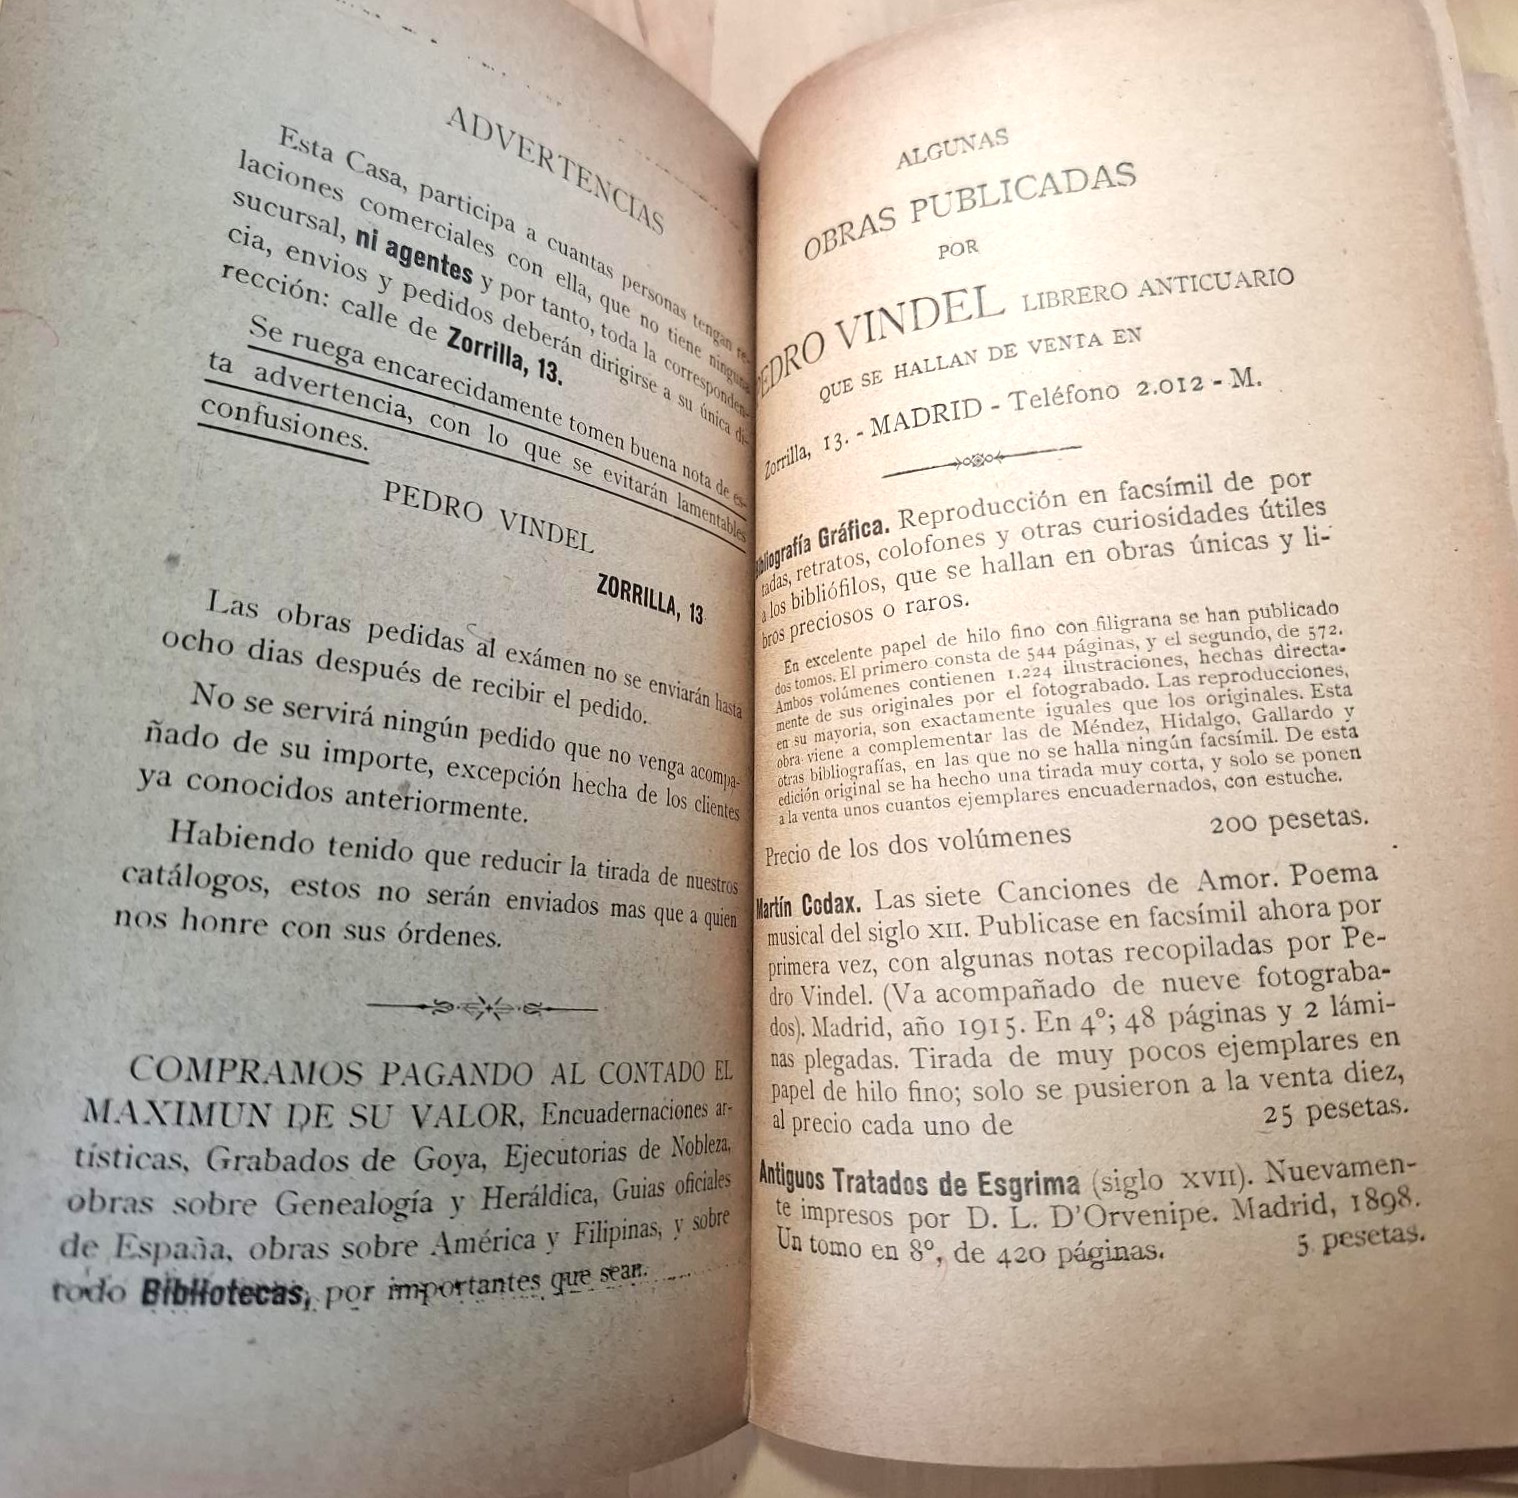 ADVERTENCIAS
Esta Casa, participa a cuantas personas tengan re-
laciones comerciales con ella, que no tiene ninguna
sucursal, ni agentes y por tanto, toda la corresponden-
cia, envios y pedidos deberán dirigirse a su única di-
rección: calle de Zorrilla, 13.
Se ruega encarecidamente tomen buena nota de es-
ta advertencia, con lo que se evitarán lamentables
confusiones.
PEDRO VINDEL
ZORRILLA, 13
Las obras pedidas al exámen no se enviarán hasta
ocho dias después de recibir el pedido.
No se servirá ningún pedido que no venga acompa-
ñado de su importe, excepción hecha de los clientes
ya conocidos anteriormente.
Habiendo tenido que reducir la tirada de nuestros
catálogos, estos no serán enviados mas que a quien
nos honre con sus órdenes.
COMPRAMOS PAGANDO AL CONTADO EL
MAXIMUN DE SU VALOR, Encuadernaciones ar-
tísticas, Grabados de Goya, Ejecutorias de Nobleza,
obras sobre Genealogía y Heráldica, Guias oficiales
de España, obras sobre América y Filipinas, y sobre
todo Bibliotecas, por importantes que sean.
ALGUNAS
OBRAS PUBLICADAS
POR
PEDRO VINDEL LIBRERO ANTICUARIO
QUE SE HALLAN DE VENTA EN
Zorrilla, 13. - MADRID - Teléfono 2.012 - M.
Bibliografía Gráfica. Reproducción en facsímil de por
tadas, retratos, colofones y otras curiosidades útiles
a los bibliófilos, que se hallan en obras únicas y li-
bros preciosos o raros.
En excelente papel de hilo fino con filigrana se han publicado
dos tomos. El primero consta de 544 páginas, y el segundo, de 572.
Ambos volúmenes contienen 1.224 ilustraciones, hechas directa-
mente de sus originales por el fotograbado. Las reproducciones,
en su mayoria, son exactamente iguales que los originales. Esta
obra viene a complementar las de Méndez, Hidalgo, Gallardo y
otras bibliografías, en las que no se halla ningún facsímil. De esta
edición original se ha hecho una tirada muy corta, y solo se ponen
a la venta unos cuantos ejemplares encuadernados, con estuche.
Precio de los dos volúmenes 200 pesetas.
Martín Codax. Las siete Canciones de Amor. Poema
musical del siglo XII. Publicase en facsímil ahora por
primera vez, con algunas notas recopiladas por Pe-
dro Vindel. (Va acompañado de nueve fotograba-
dos). Madrid, año 1915. En 4º; 48 páginas y 2 lámi-
nas plegadas. Tirada de muy pocos ejemplares en
papel de hilo fino; solo se pusieron a la venta diez,
al precio cada uno de 25 pesetas.
Antiguos Tratados de Esgrima (siglo XVII). Nuevamen-
te impresos por D. L. D'Orvenipe. Madrid, 1898.
Un tomo en 8º, de 420 páginas. 5 pesetas.